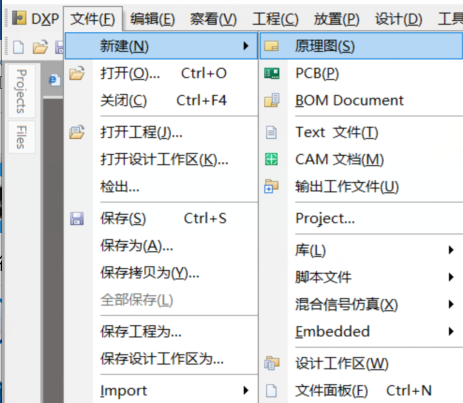 DXP 文件(F) 编辑(E) 察看(V) 工程(C) 放置(P) 设计(D) 工具
Projects
Files
新建(N)
打开(O)... Ctrl+O
关闭(C) Ctrl+F4
打开工程(J)...
打开设计工作区(K)...
检出...
保存(S) Ctrl+S
保存为(A)...
保存拷贝为(Y)...
全部保存(L)
保存工程为...
保存设计工作区为...
Import
原理图(S)
PCB(P)
BOM Document
Text 文件(T)
CAM 文档(M)
输出工作文件(U)
Project...
库(L)
脚本文件
混合信号仿真(X)
Embedded
设计工作区(W)
文件面板(F) Ctrl+N